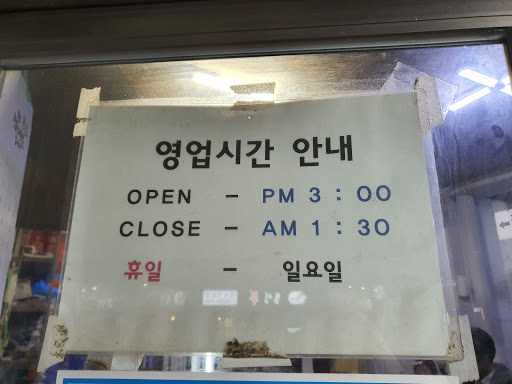 영업시간 안내
OPEN - PM 3 : 00
CLOSE - AM 1 : 30
휴일 - 일요일